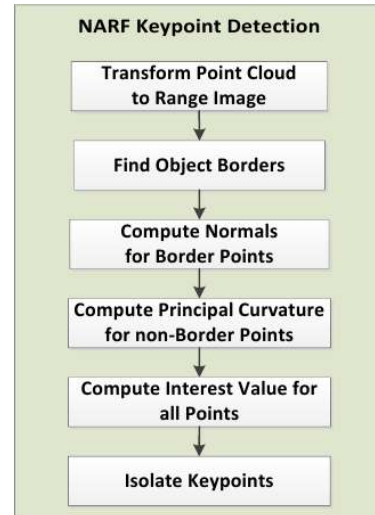 NARF Keypoint Detection
Transform Point Cloud
to Range Image
Find Object Borders
Compute Normals
for Border Points
Compute Principal Curvature
for non-Border Points
Compute Interest Value for
all Points
Isolate Keypoints